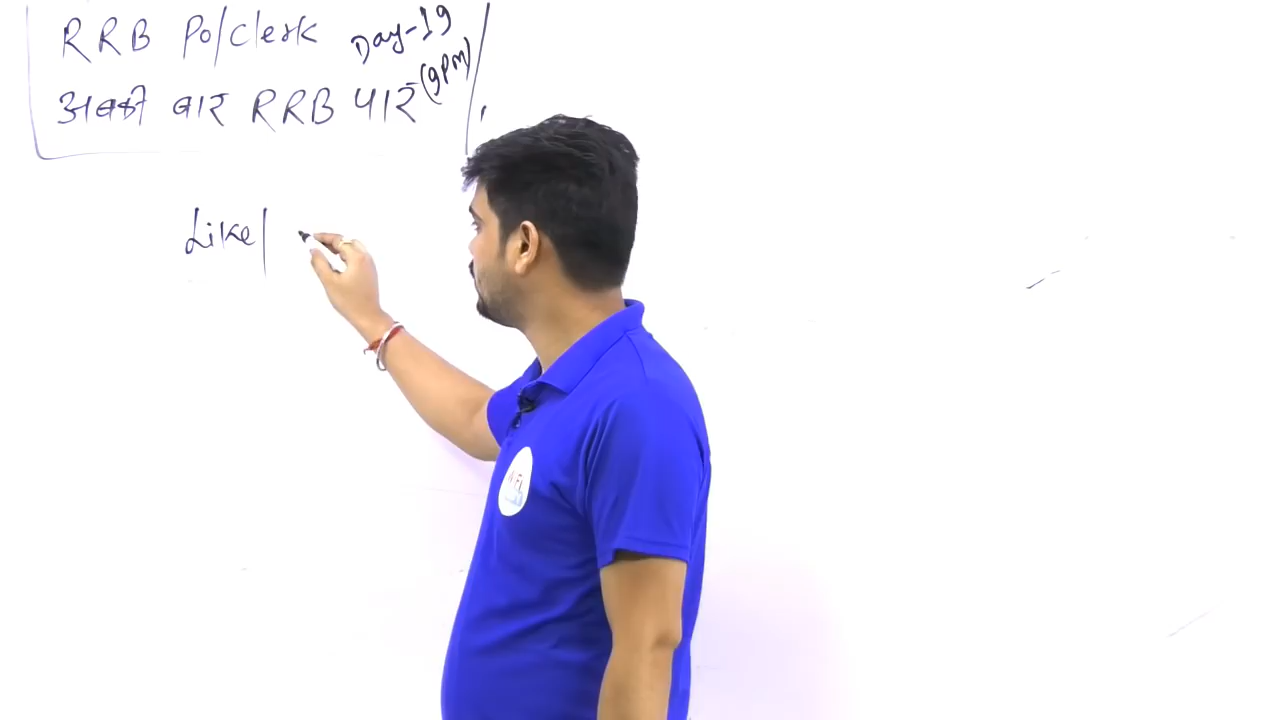 RRB Po/Clerk Day-19
अबकी बार RRB पार (9PM)
Like/